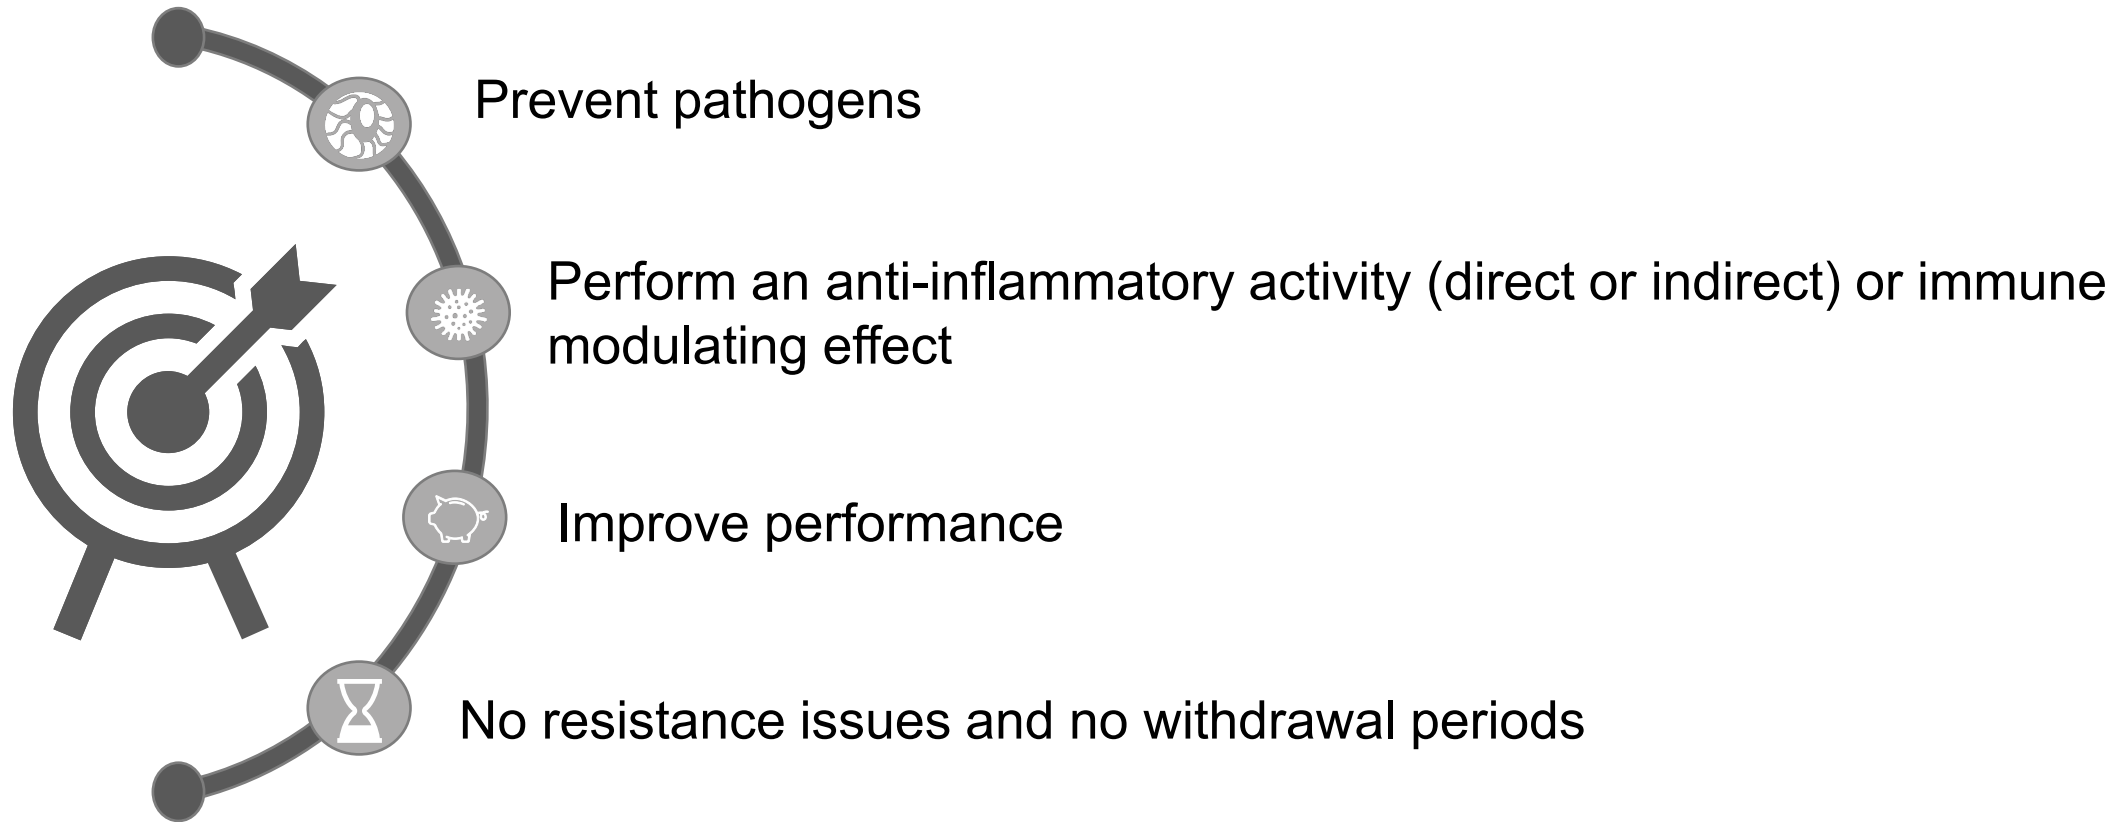 Prevent pathogens
Perform an anti-inflammatory activity (direct or indirect) or immune
modulating effect
Improve performance
No resistance issues and no withdrawal periods